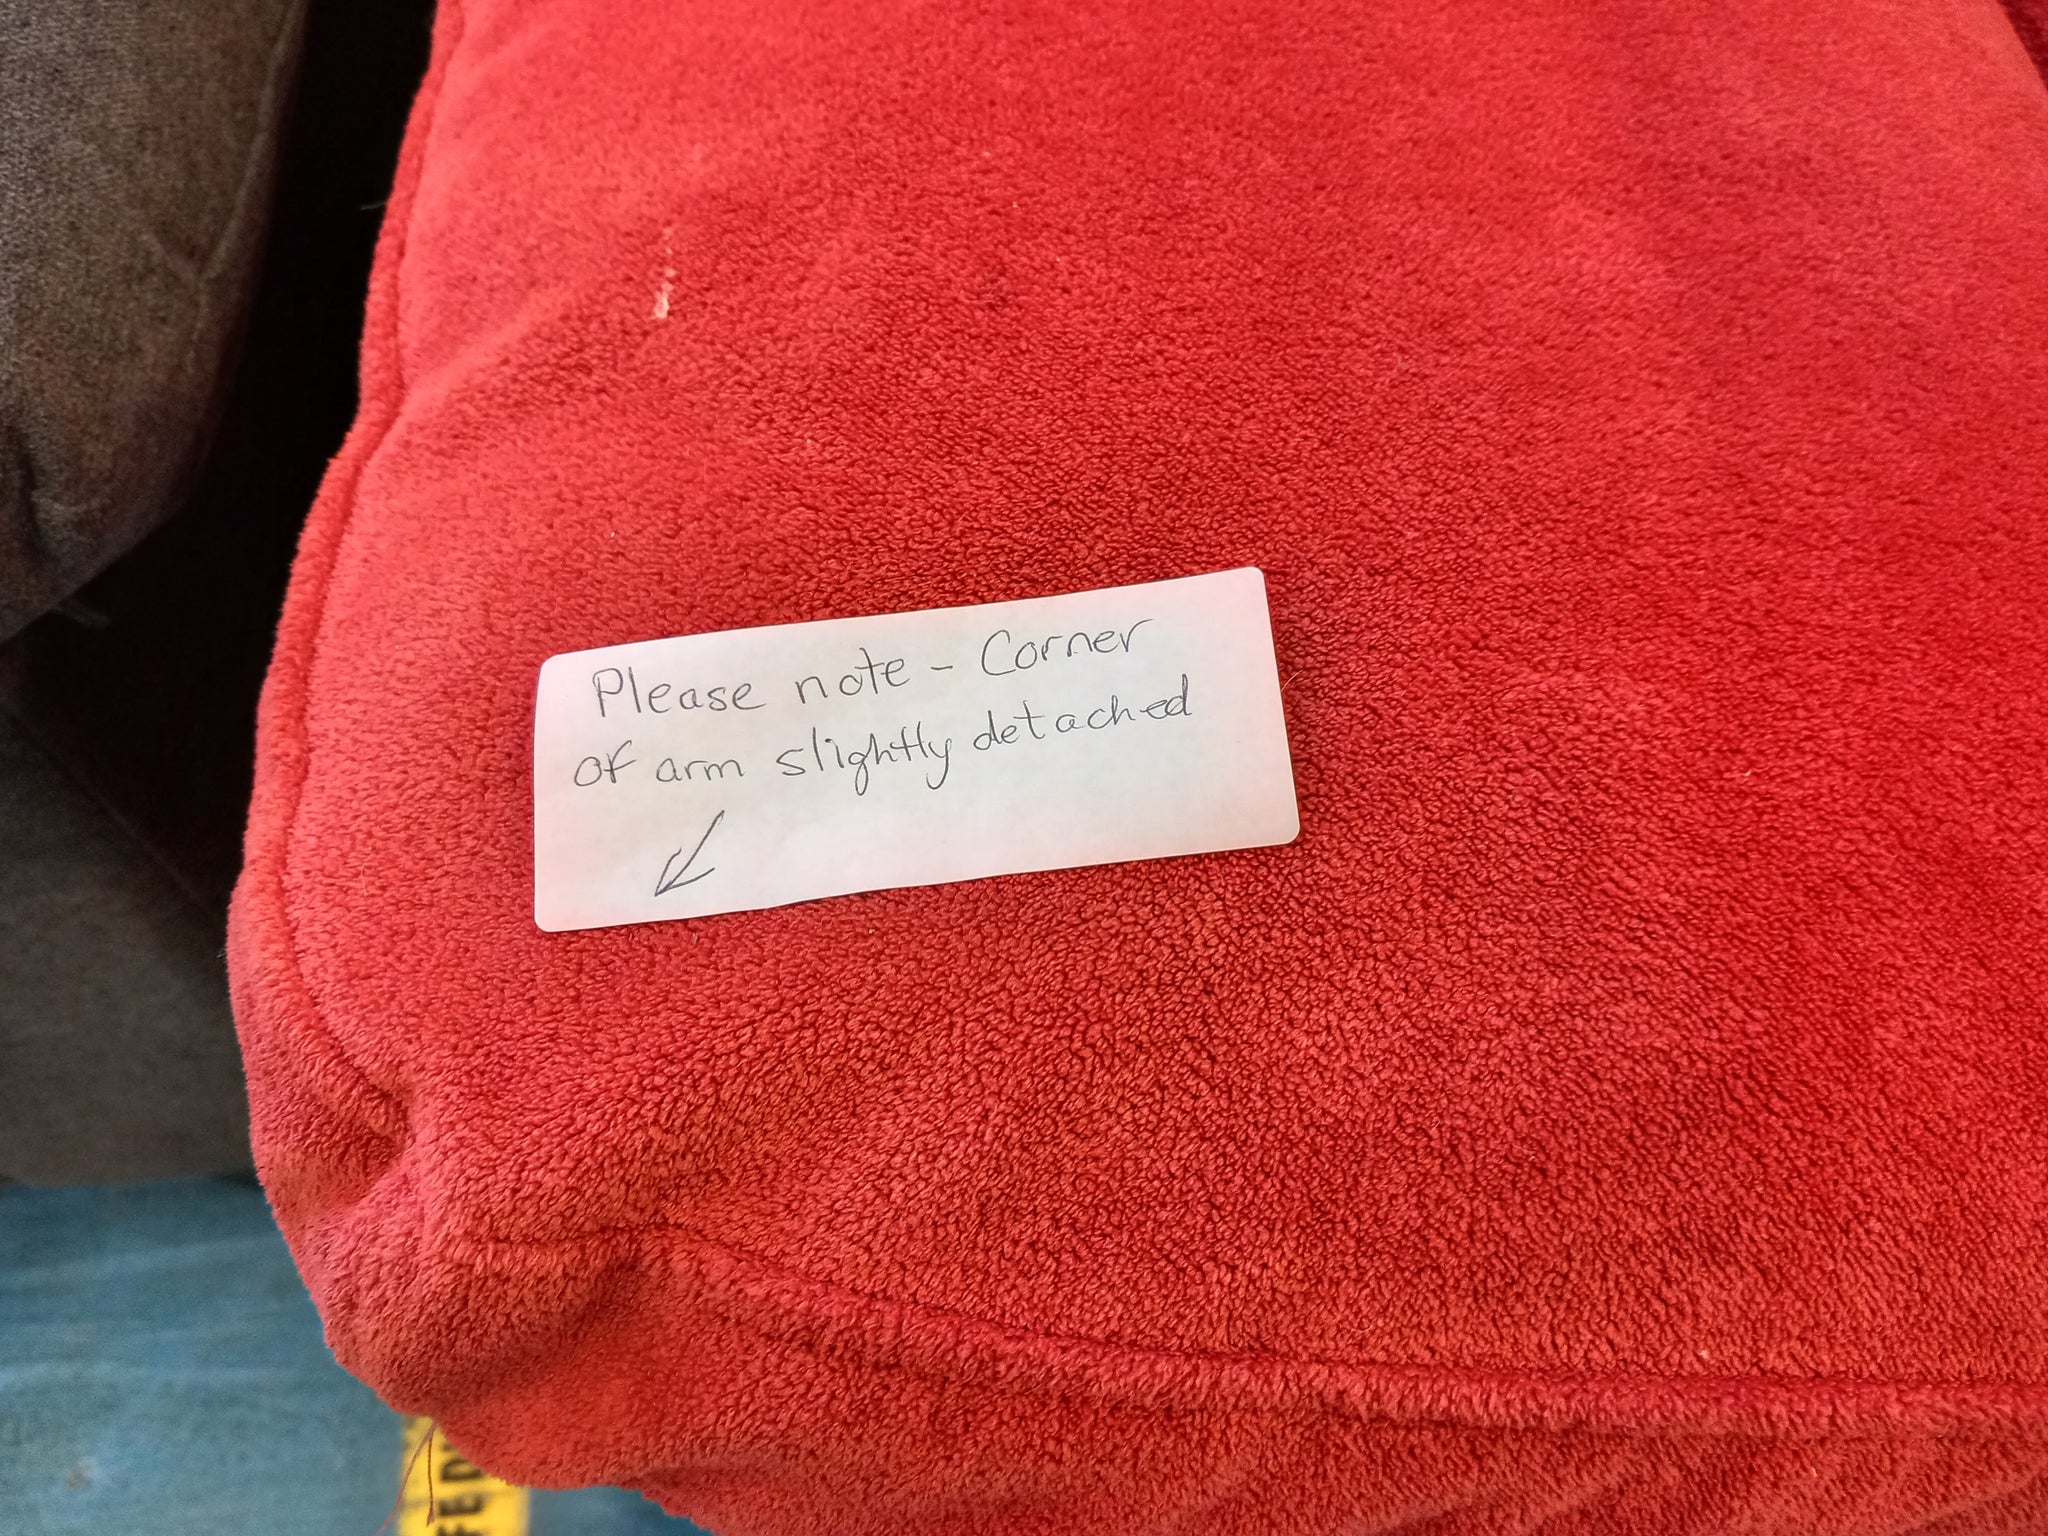 Please note - Corner
of arm slightly detached